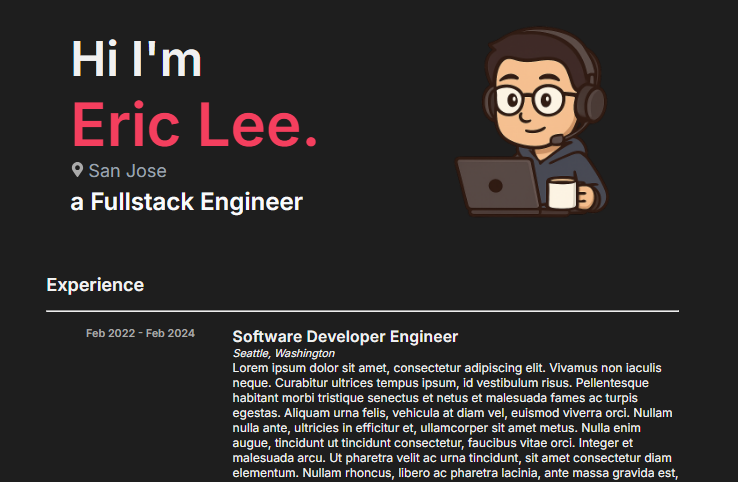 Hi I'm
Eric Lee.
San Jose
a Fullstack Engineer
Experience
Feb 2022 - Feb 2024
Software Developer Engineer
Seattle, Washington
Lorem ipsum dolor sit amet, consectetur adipiscing elit. Vivamus non iaculis
neque. Curabitur ultrices tempus ipsum, id vestibulum risus. Pellentesque
habitant morbi tristique senectus et netus et malesuada fames ac turpis
egestas. Aliquam urna felis, vehicula at diam vel, euismod viverra orci. Nullam
nulla ante, ultricies in efficitur et, ullamcorper sit amet metus. Nulla enim
augue, tincidunt ut tincidunt consectetur, faucibus vitae orci. Integer et
malesuada arcu. Ut pharetra velit ac urna tincidunt, sit amet consectetur diam
elementum. Nullam rhoncus, libero ac pharetra lacinia, ante massa gravida est,